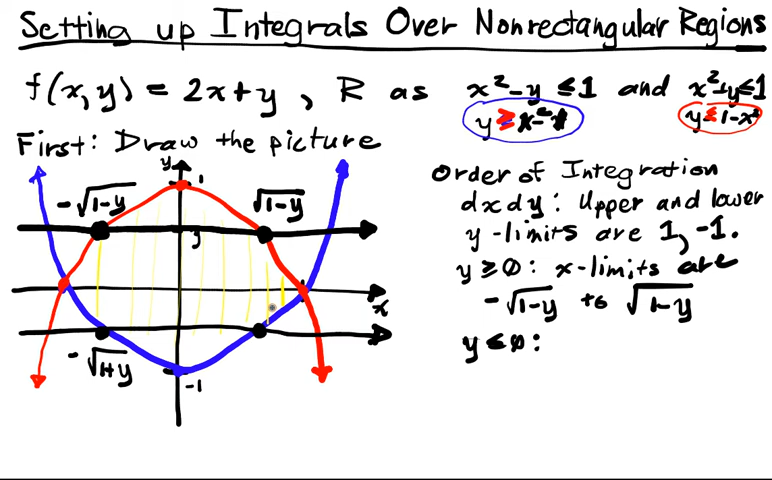 Setting up Integrals Over Nonrectangular Regions
f(x,y) = 2x+y, R as x²-y ≤1 and x²+y≤1
y ≥ x²-1
y≤ 1-x²
First: Draw the picture
y
1
-√1-y
√1-y
y
x
-√1+y
-1
Order of Integration
dxdy: Upper and lower
y-limits are 1, -1.
y ≥ 0: x-limits are
-√1-y to √1-y
y ≤ 0: